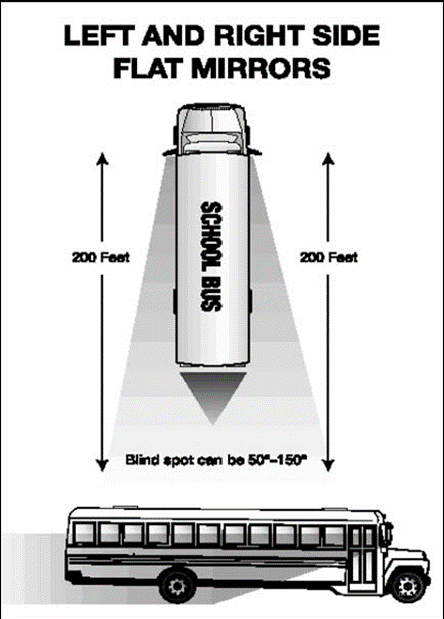 LEFT AND RIGHT SIDE
FLAT MIRRORS
SCHOOL BUS
200 Feet
200 Feet
Blind spot can be 50"–150"